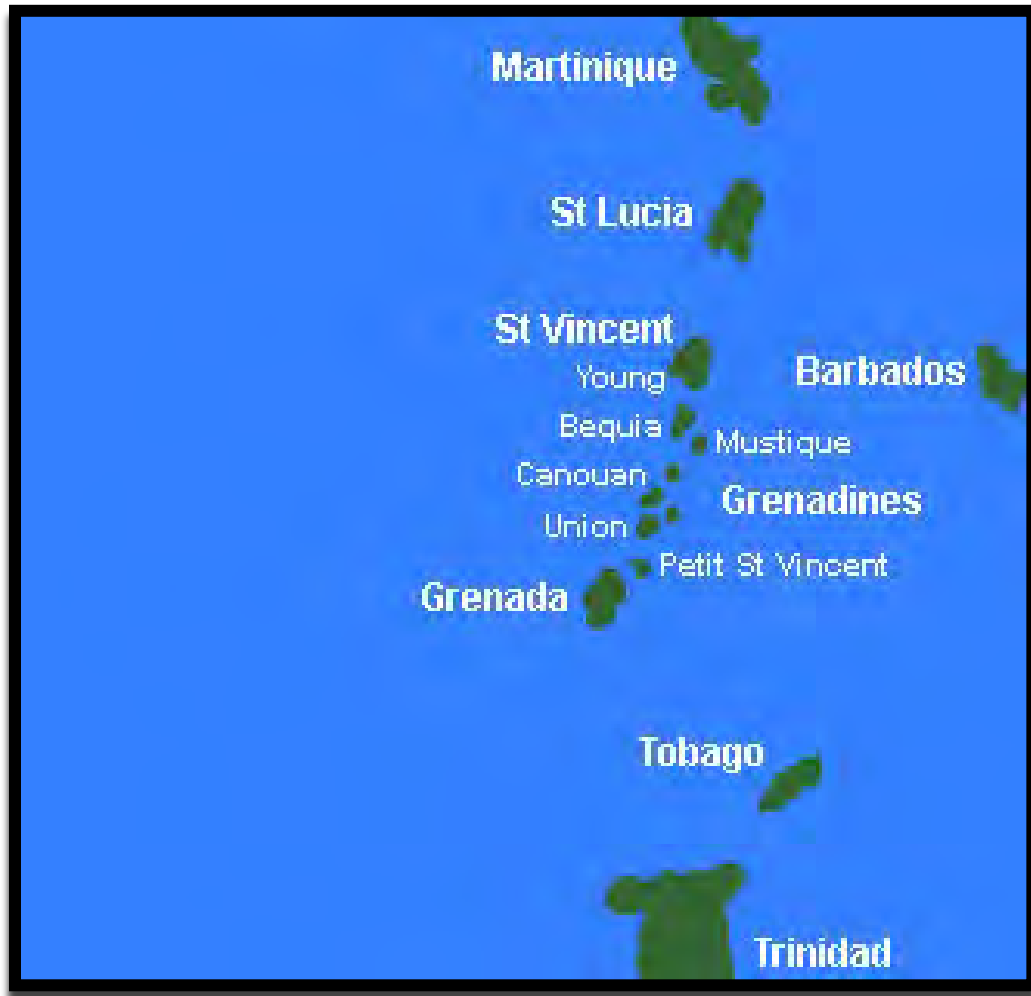 Martinique
St Lucia
St Vincent
Young
Barbados
Bequia
Mustique
Canouan
Grenadines
Union
Petit St Vincent
Grenada
Tobago
Trinidad